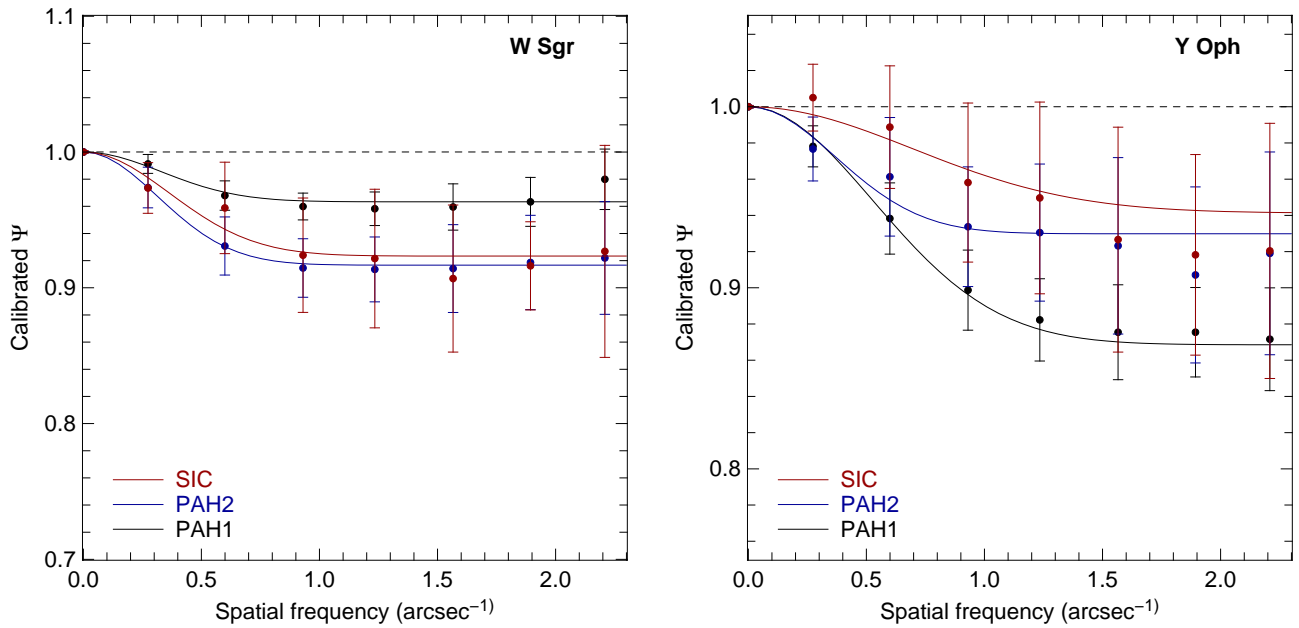 W Sgr
1.1
1.0
0.9
0.8
0.7
Calibrated Ψ
SIC
PAH2
PAH1
0.0 0.5 1.0 1.5 2.0
Spatial frequency (arcsec⁻¹)
Y Oph
1.0
0.9
0.8
Calibrated Ψ
SIC
PAH2
PAH1
0.0 0.5 1.0 1.5 2.0
Spatial frequency (arcsec⁻¹)